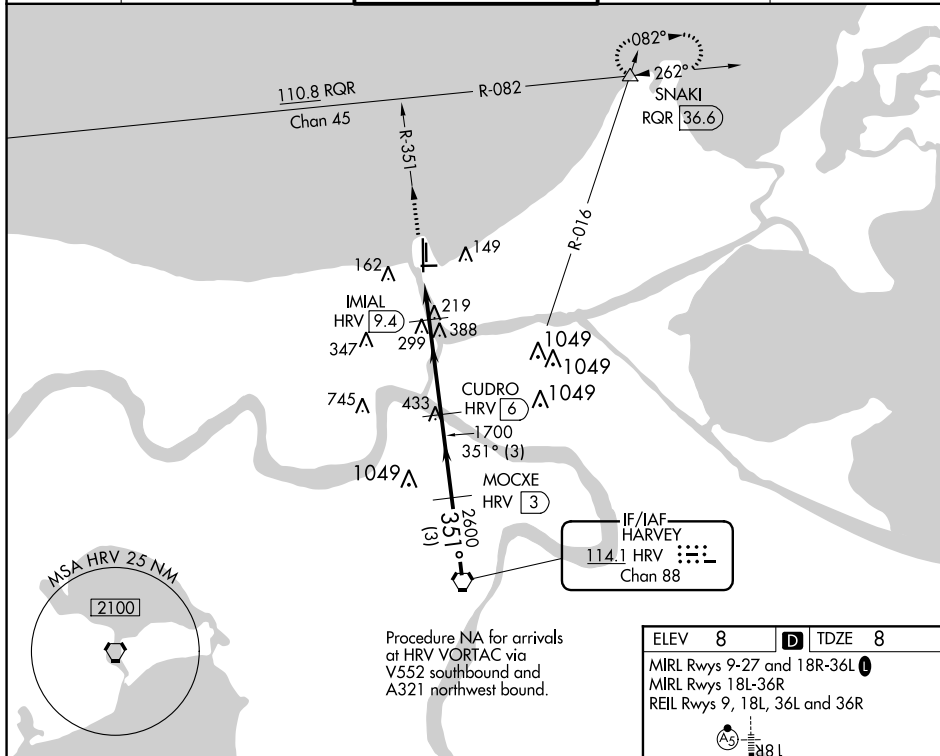 082°
262°
SNAKI
RQR 36.6
110.8 RQR
Chan 45
R-082
R-351
R-016
149
162
IMIAL
HRV 9.4
219
299
388
347
1049
1049
1049
745
433
CUDRO
HRV 6
1700
351° (3)
1049
MOCXE
HRV 3
2600
351°
(3)
IF/IAF
HARVEY
114.1 HRV
Chan 88
MSA HRV 25 NM
2100
Procedure NA for arrivals
at HRV VORTAC via
V552 southbound and
A321 northwest bound.
ELEV 8 D TDZE 8
MIRL Rwys 9-27 and 18R-36L L
MIRL Rwys 18L-36R
REIL Rwys 9, 18L, 36L and 36R
A5
18R